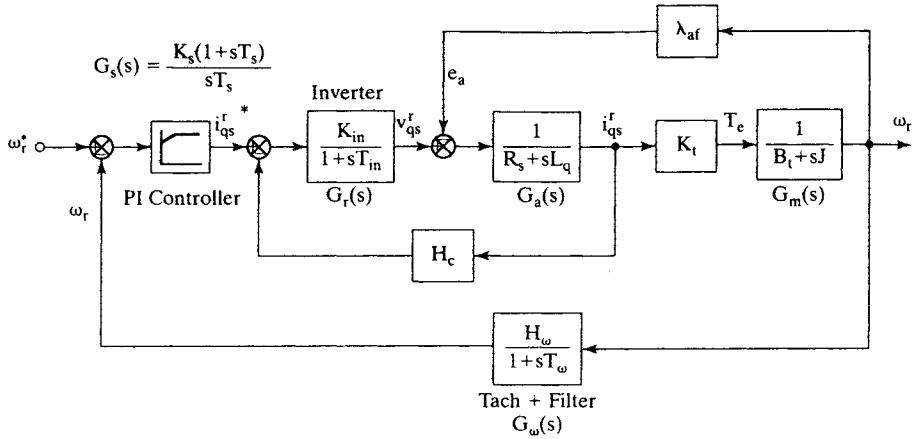 λ_af
G_s(s) = K_s(1+sT_s) / sT_s
e_a
Inverter
ω_r*
i_qs^r *
K_in / 1+sT_in
v_qs^r
1 / R_s+sL_q
i_qs^r
K_t
T_e
1 / B_t+sJ
ω_r
PI Controller
G_r(s)
G_a(s)
G_m(s)
ω_r
H_c
H_ω / 1+sT_ω
Tach + Filter
G_ω(s)